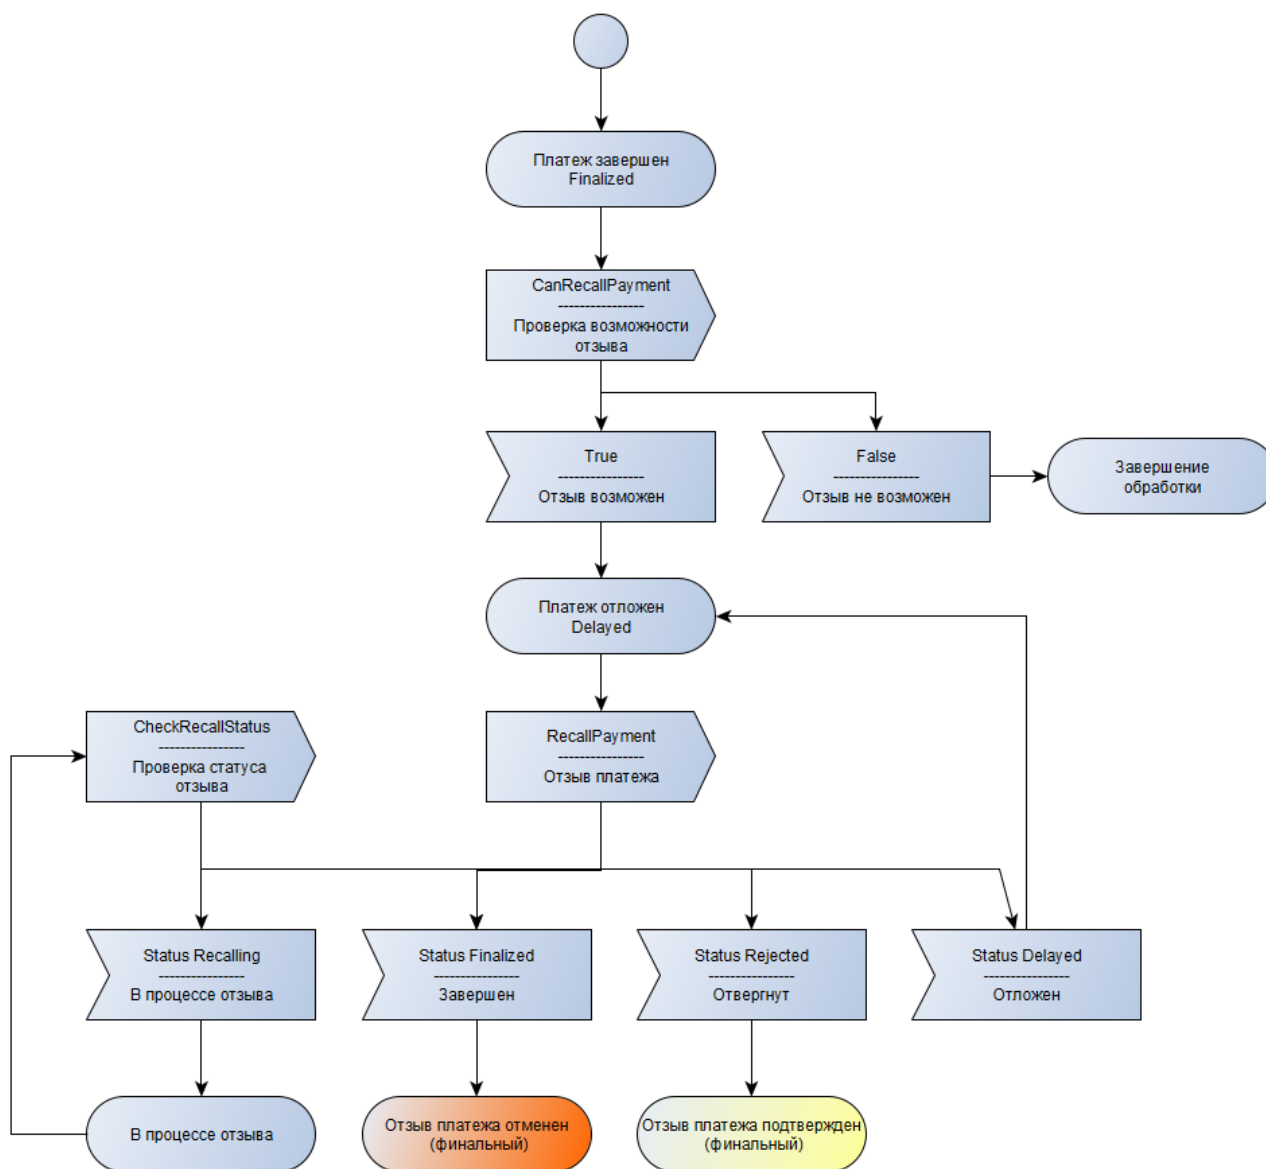 Платеж завершен
Finalized
CanRecallPayment
----------------
Проверка возможности
отзыва
True
----------------
Отзыв возможен
False
----------------
Отзыв не возможен
Завершение
обработки
Платеж отложен
Delayed
CheckRecallStatus
----------------
Проверка статуса
отзыва
RecallPayment
----------------
Отзыв платежа
Status Recalling
----------------
В процессе отзыва
Status Finalized
----------------
Завершен
Status Rejected
----------------
Отвергнут
Status Delayed
----------------
Отложен
В процессе отзыва
Отзыв платежа отменен
(финальный)
Отзыв платежа подтвержден
(финальный)